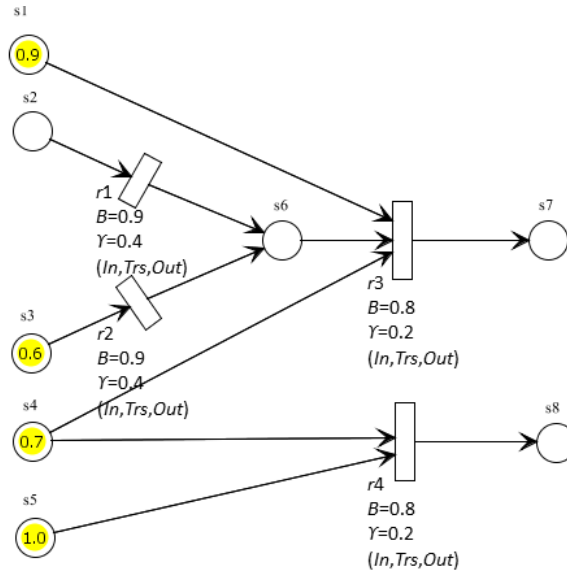 s1
0.9
s2
r1
B=0.9
ϒ=0.4
(In,Trs,Out)
s6
s7
r3
B=0.8
ϒ=0.2
(In,Trs,Out)
s3
0.6
r2
B=0.9
ϒ=0.4
(In,Trs,Out)
s4
0.7
s8
r4
B=0.8
ϒ=0.2
(In,Trs,Out)
s5
1.0